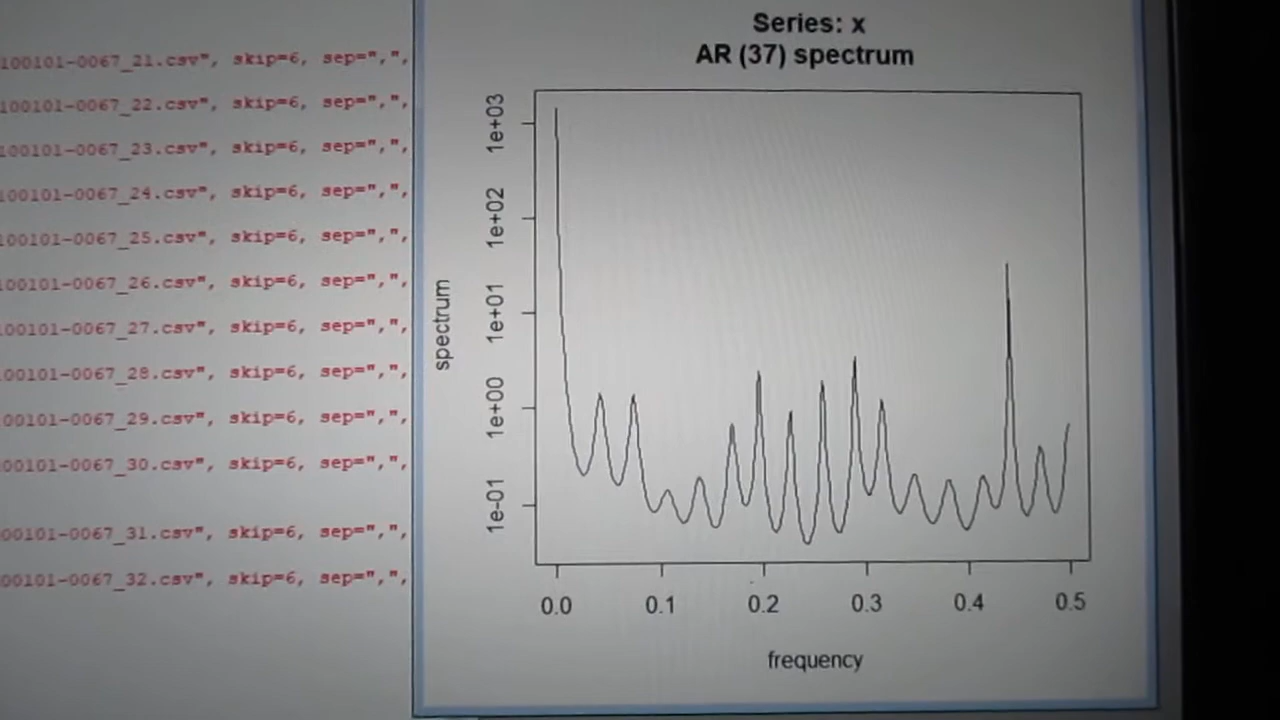 100101-0067_21.csv", skip=6, sep=",",
100101-0067_22.csv", skip=6, sep=",",
100101-0067_23.csv", skip=6, sep=",",
100101-0067_24.csv", skip=6, sep=",",
100101-0067_25.csv", skip=6, sep=",",
100101-0067_26.csv", skip=6, sep=",",
100101-0067_27.csv", skip=6, sep=",",
00101-0067_28.csv", skip=6, sep=",",
00101-0067_29.csv", skip=6, sep=",",
00101-0067_30.csv", skip=6, sep=",",
00101-0067_31.csv", skip=6, sep=",",
00101-0067_32.csv", skip=6, sep=",",
Series: x
AR (37) spectrum
spectrum
1e+03
1e+02
1e+01
1e+00
1e-01
0.0 0.1 0.2 0.3 0.4 0.5
frequency